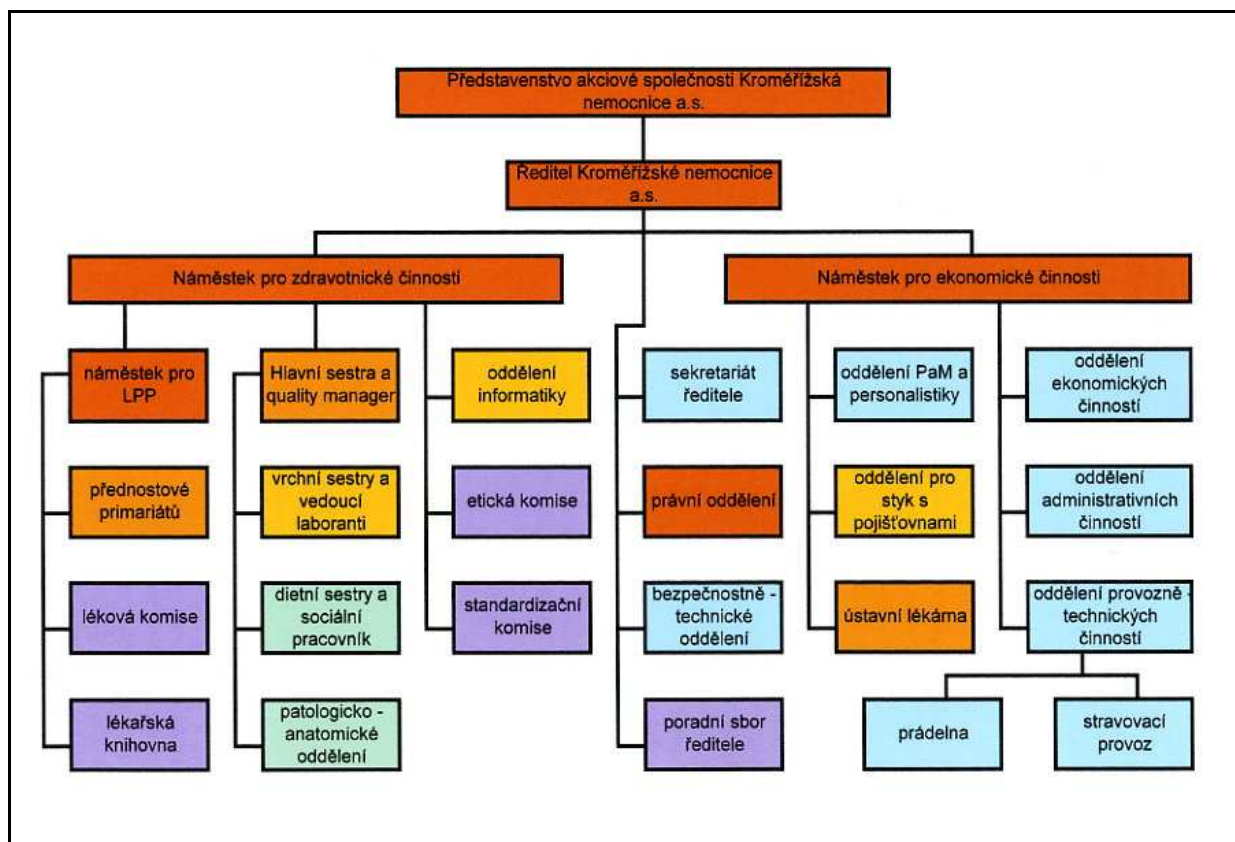 Představenstvo akciové společnosti Kroměřížská
nemocnice a.s.
Ředitel Kroměřížské nemocnice
a.s.
Náměstek pro zdravotnické činnosti
Náměstek pro ekonomické činnosti
náměstek pro
LPP
Hlavní sestra a
quality manager
oddělení
informatiky
sekretariát
ředitele
oddělení PaM a
personalistiky
oddělení
ekonomických
činností
přednostové
primariátů
vrchní sestry a
vedoucí
laboranti
etická komise
právní oddělení
oddělení pro
styk s
pojišťovnami
oddělení
administrativních
činností
léková komise
dietní sestry a
sociální
pracovník
standardizační
komise
bezpečnostně -
technické
oddělení
ústavní lékárna
oddělení provozně -
technických
činností
lékařská
knihovna
patologicko -
anatomické
oddělení
poradní sbor
ředitele
prádelna
stravovací
provoz